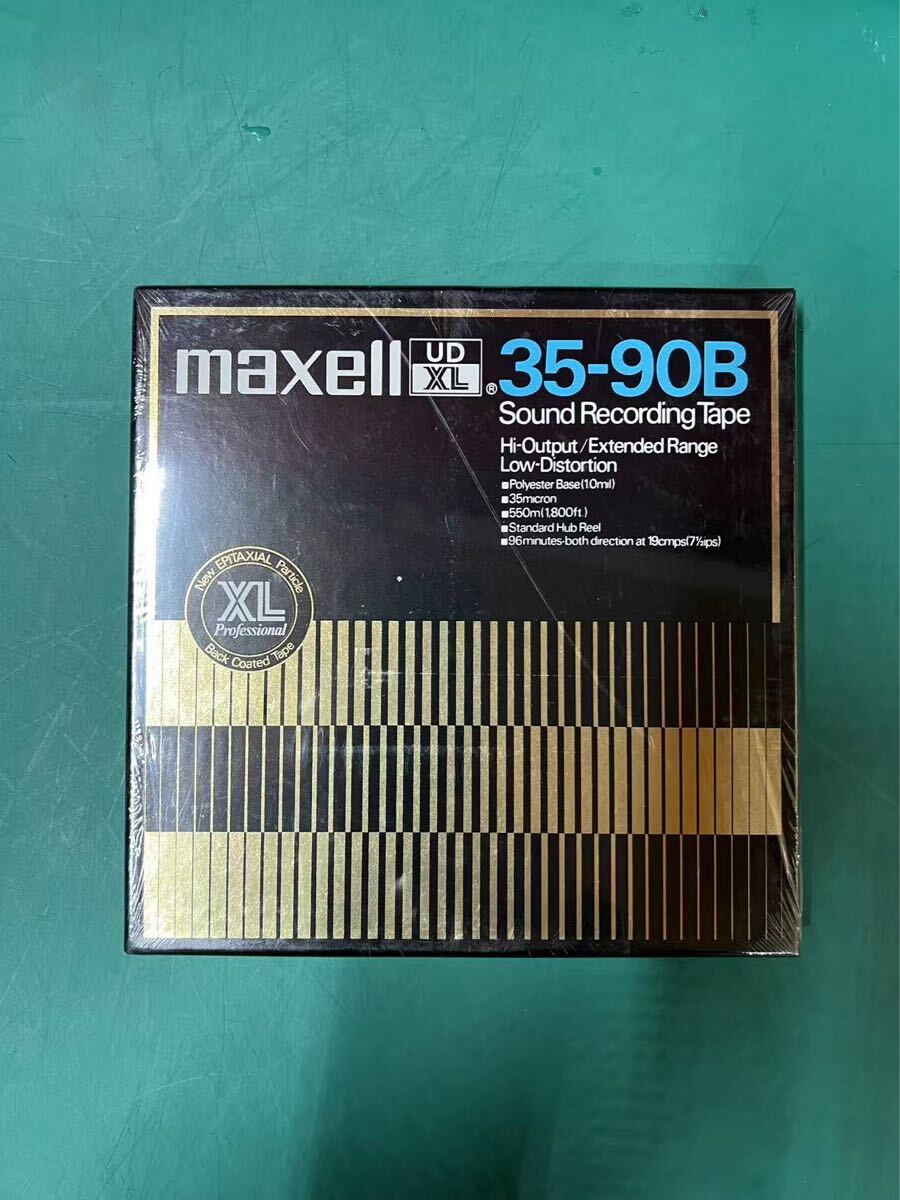 maxell UD XL ® 35-90B
Sound Recording Tape
Hi-Output/Extended Range
Low-Distortion
■Polyester Base(1.0mil)
■35micron
■550m(1,800ft.)
■Standard Hub Reel
■96minutes-both direction at 19cmps(7½ips)
New EPITAXIAL Particle
XL
Professional
Back Coated Tape